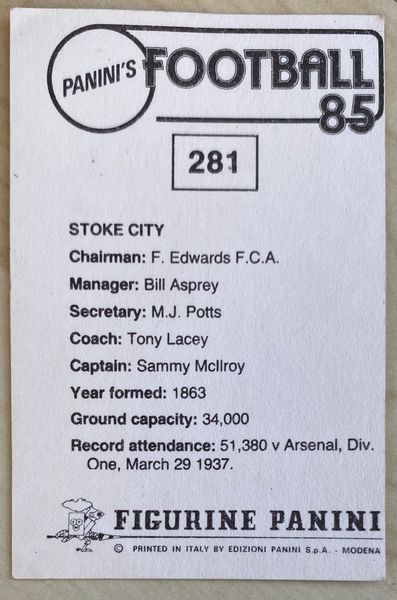 PANINI'S
FOOTBALL
85
281
STOKE CITY
Chairman: F. Edwards F.C.A.
Manager: Bill Asprey
Secretary: M.J. Potts
Coach: Tony Lacey
Captain: Sammy McIlroy
Year formed: 1863
Ground capacity: 34,000
Record attendance: 51,380 v Arsenal, Div.
One, March 29 1937.
FIGURINE PANINI
© PRINTED IN ITALY BY EDIZIONI PANINI S.p.A. - MODENA